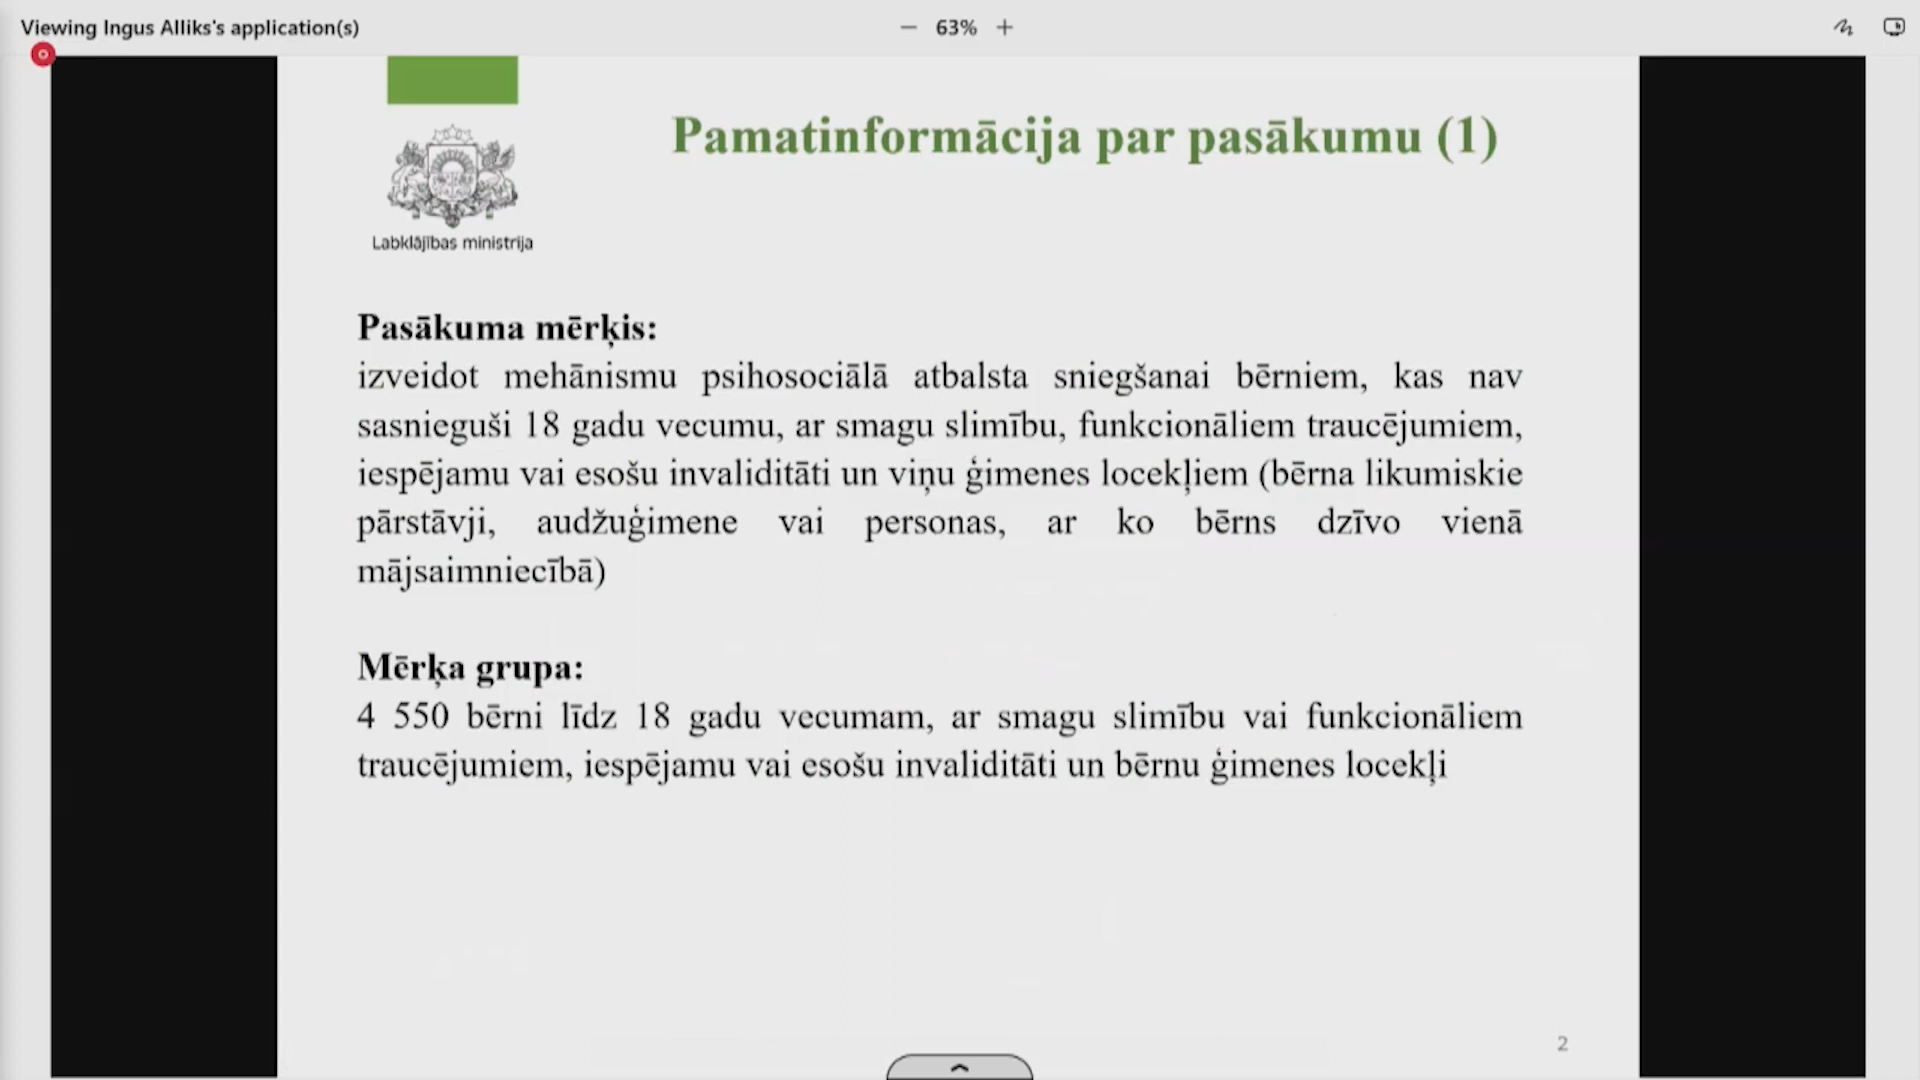 Viewing Ingus Alliks's application(s)
63%
Pamatinformācija par pasākumu (1)
Labklājības ministrija
Pasākuma mērķis:
izveidot mehānismu psihosociālā atbalsta sniegšanai bērniem, kas nav
sasnieguši 18 gadu vecumu, ar smagu slimību, funkcionāliem traucējumiem,
iespējamu vai esošu invaliditāti un viņu ģimenes locekļiem (bērna likumiskie
pārstāvji, audžuģimene vai personas, ar ko bērns dzīvo vienā
mājsaimniecībā)
Mērķa grupa:
4 550 bērni līdz 18 gadu vecumam, ar smagu slimību vai funkcionāliem
traucējumiem, iespējamu vai esošu invaliditāti un bērnu ģimenes locekļi
2